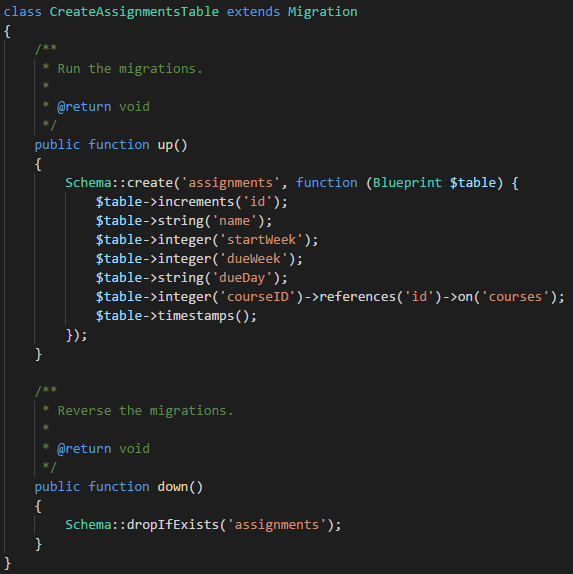 class CreateAssignmentsTable extends Migration
{
    /**
     * Run the migrations.
     *
     * @return void
     */
    public function up()
    {
        Schema::create('assignments', function (Blueprint $table) {
            $table->increments('id');
            $table->string('name');
            $table->integer('startWeek');
            $table->integer('dueWeek');
            $table->string('dueDay');
            $table->integer('courseID')->references('id')->on('courses');
            $table->timestamps();
        });
    }

    /**
     * Reverse the migrations.
     *
     * @return void
     */
    public function down()
    {
        Schema::dropIfExists('assignments');
    }
}